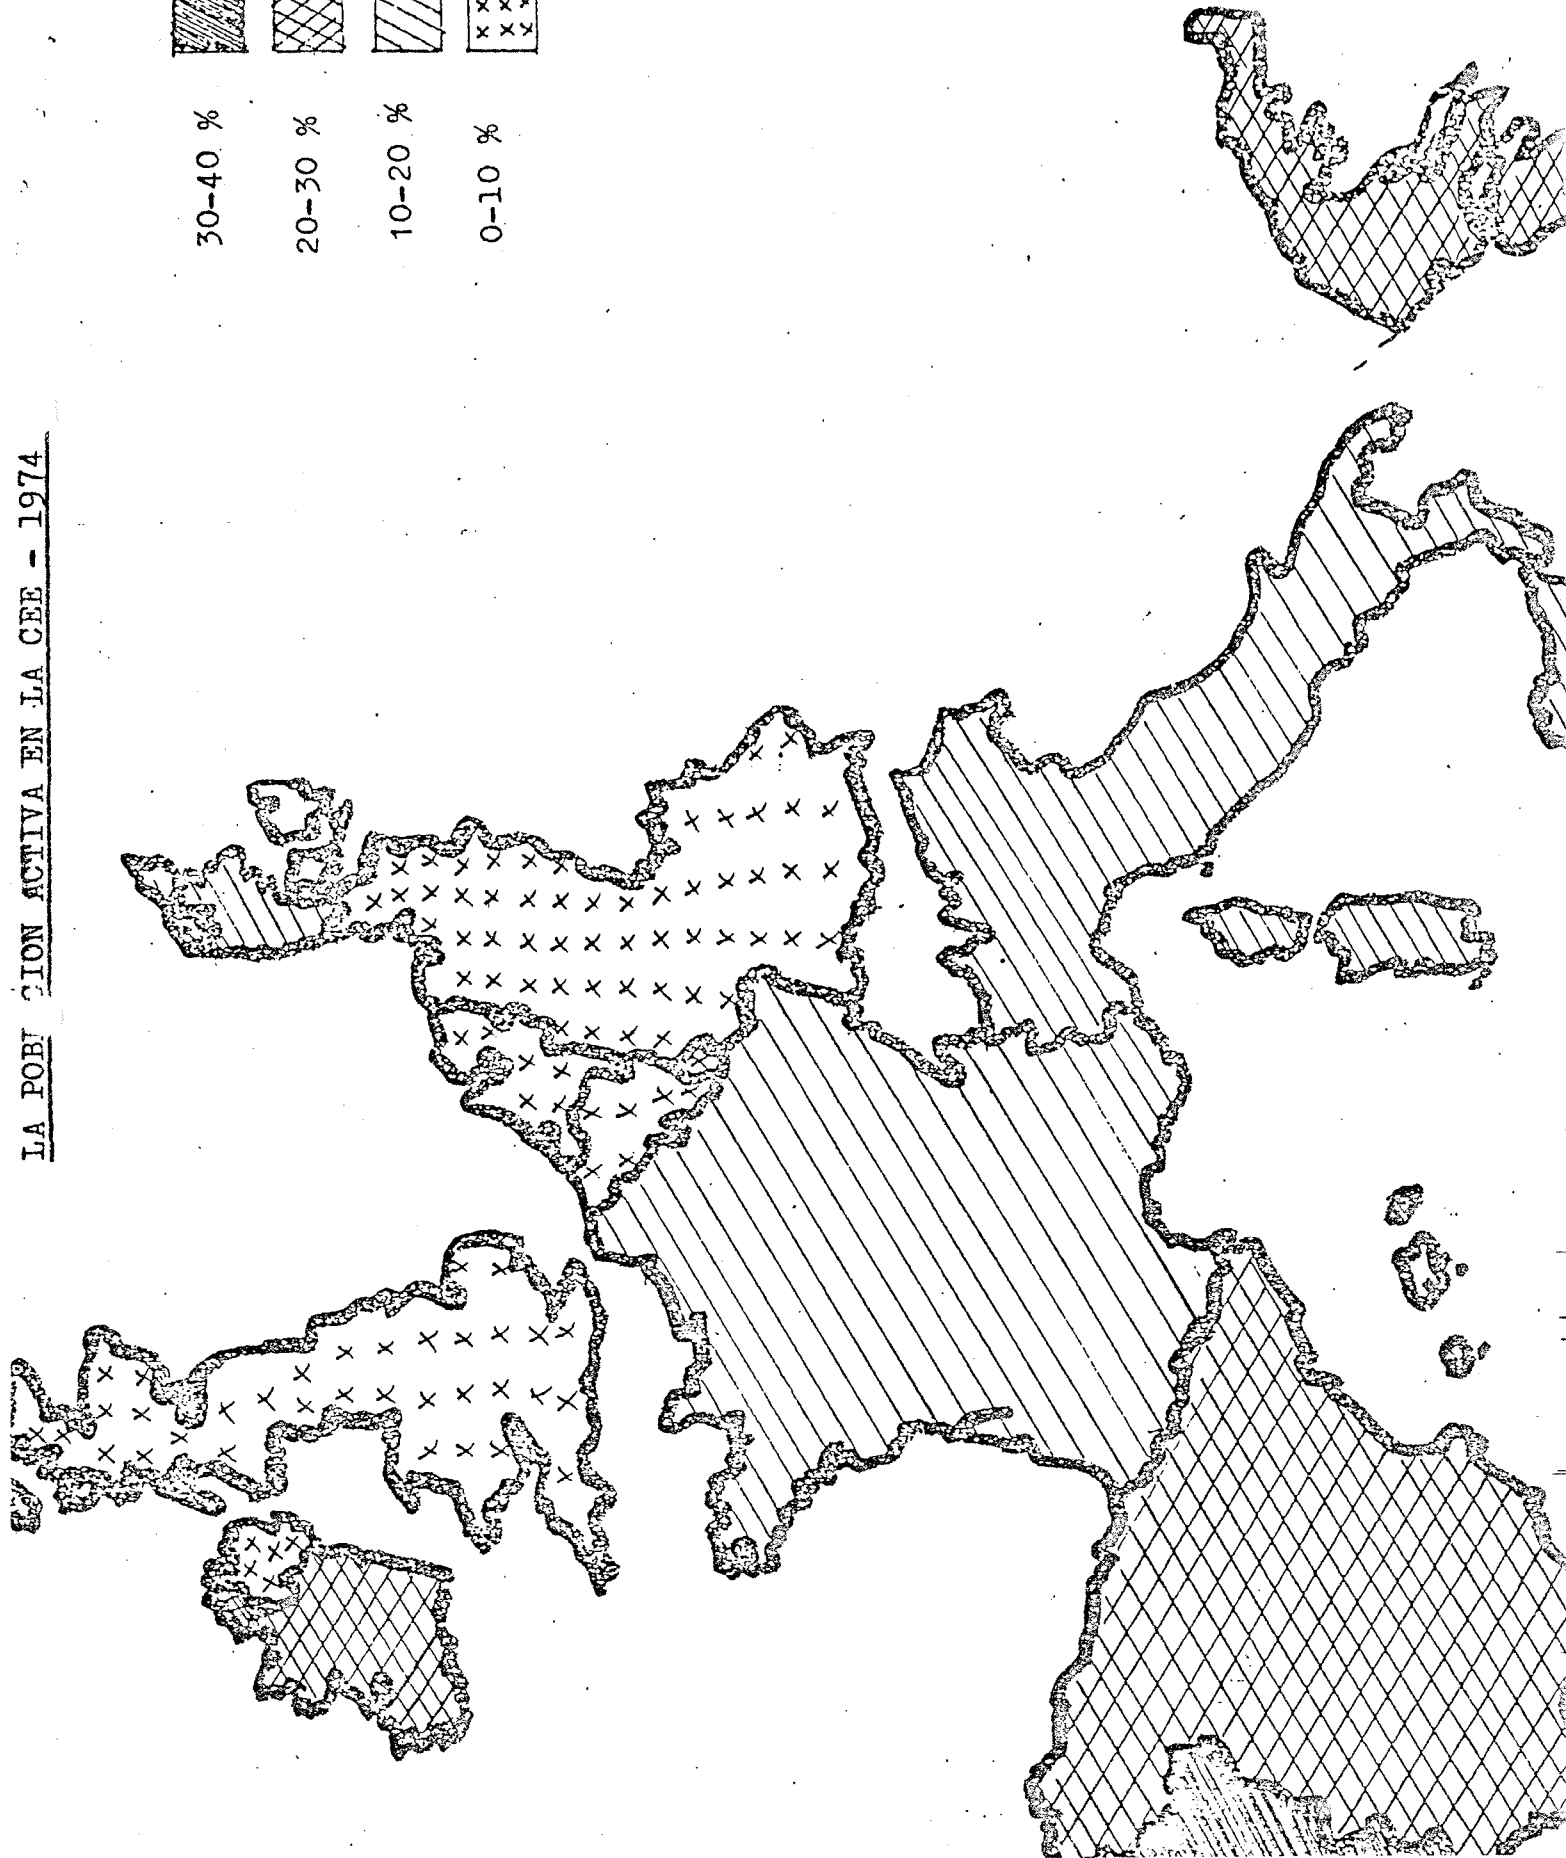 LA POBL CION ACTIVA EN LA CEE - 1974
30-40 %
20-30 %
10-20 %
0-10 %